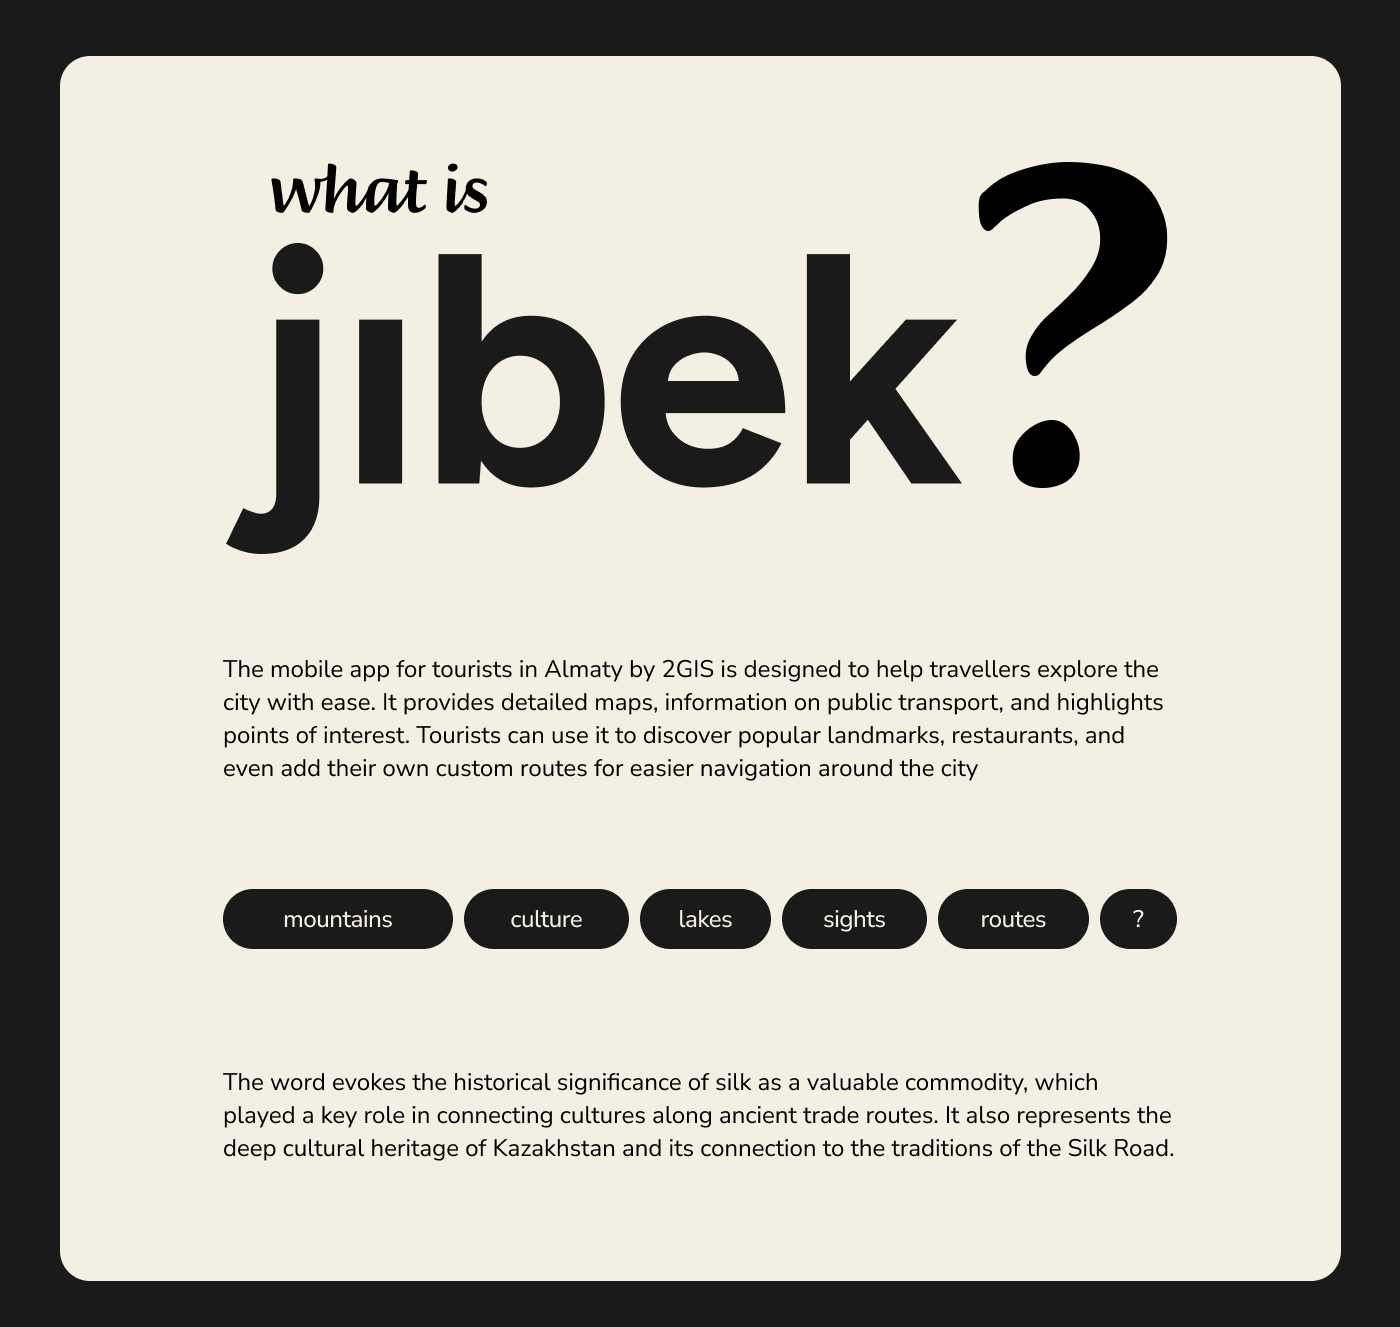 what is
jıbek?
The mobile app for tourists in Almaty by 2GIS is designed to help travellers explore the
city with ease. It provides detailed maps, information on public transport, and highlights
points of interest. Tourists can use it to discover popular landmarks, restaurants, and
even add their own custom routes for easier navigation around the city
mountains culture lakes sights routes ?
The word evokes the historical significance of silk as a valuable commodity, which
played a key role in connecting cultures along ancient trade routes. It also represents the
deep cultural heritage of Kazakhstan and its connection to the traditions of the Silk Road.